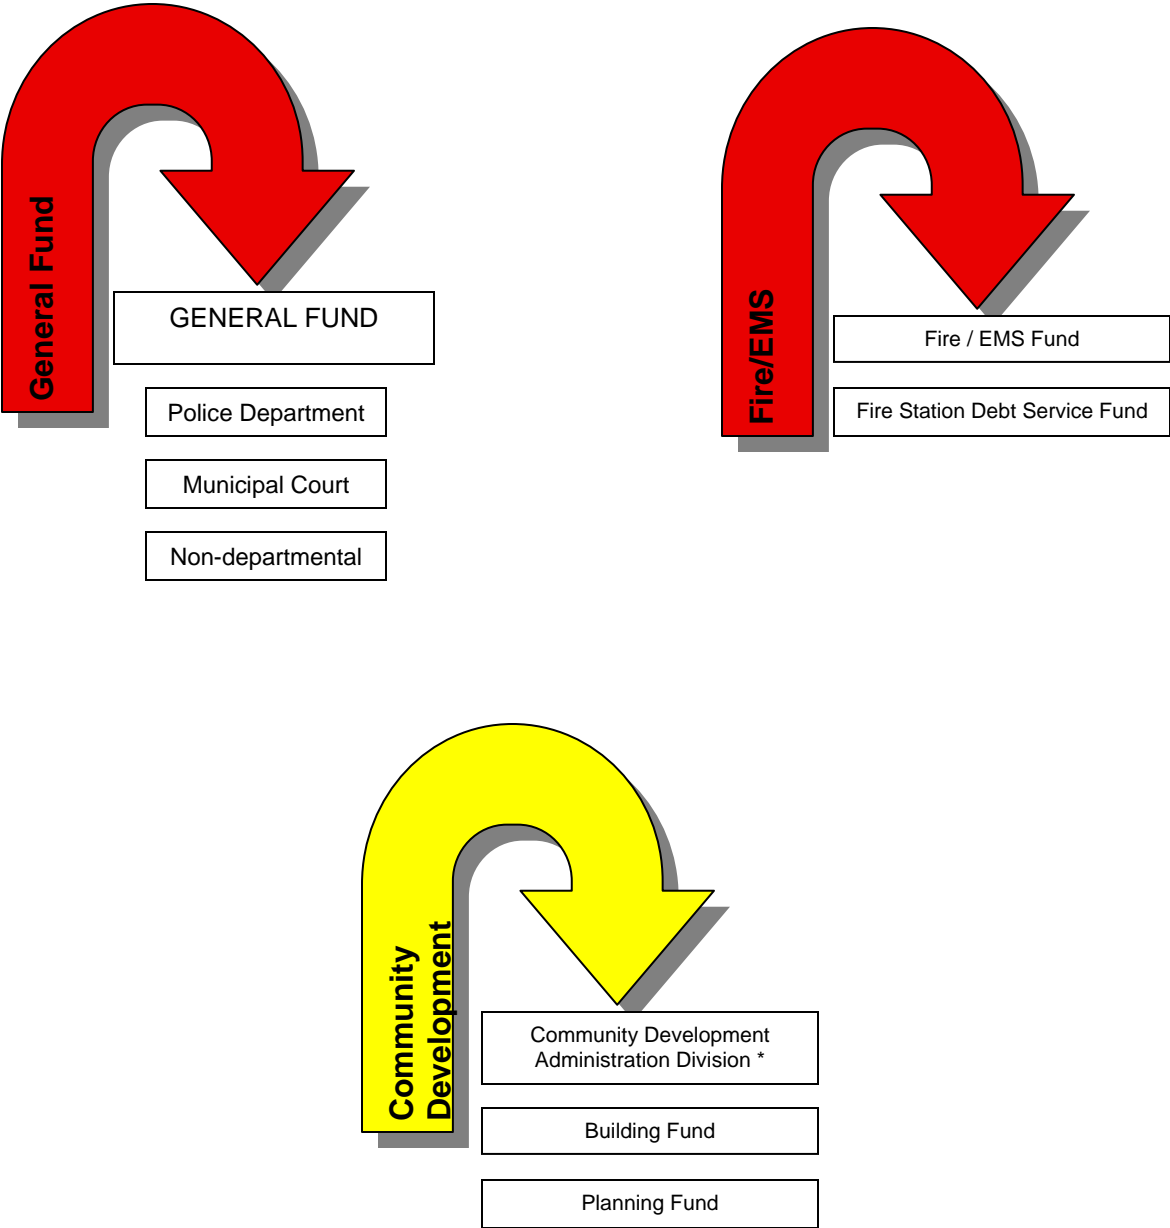 General Fund
GENERAL FUND
Police Department
Municipal Court
Non-departmental
Fire/EMS
Fire / EMS Fund
Fire Station Debt Service Fund
Community
Development
Community Development
Administration Division *
Building Fund
Planning Fund